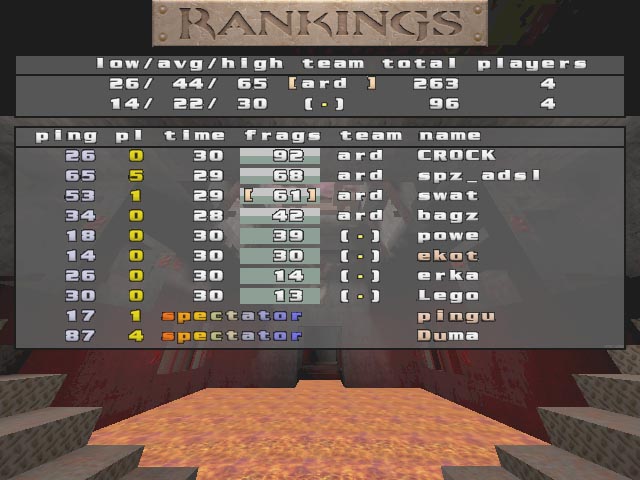 RANKINGS
low/avg/high team total players
26/ 44/ 65 [ard ] 263 4
14/ 22/ 30 (·) 96 4
ping pl time frags team name
26 0 30 92 ard CROCK
65 5 29 68 ard spz_adsl
53 1 29 [ 61] ard swat
34 0 28 42 ard bagz
18 0 30 39 (·) powe
14 0 30 30 (·) ekot
26 0 30 14 (·) erka
30 0 30 13 (·) Lego
17 1 spectator pingu
87 4 spectator Duma